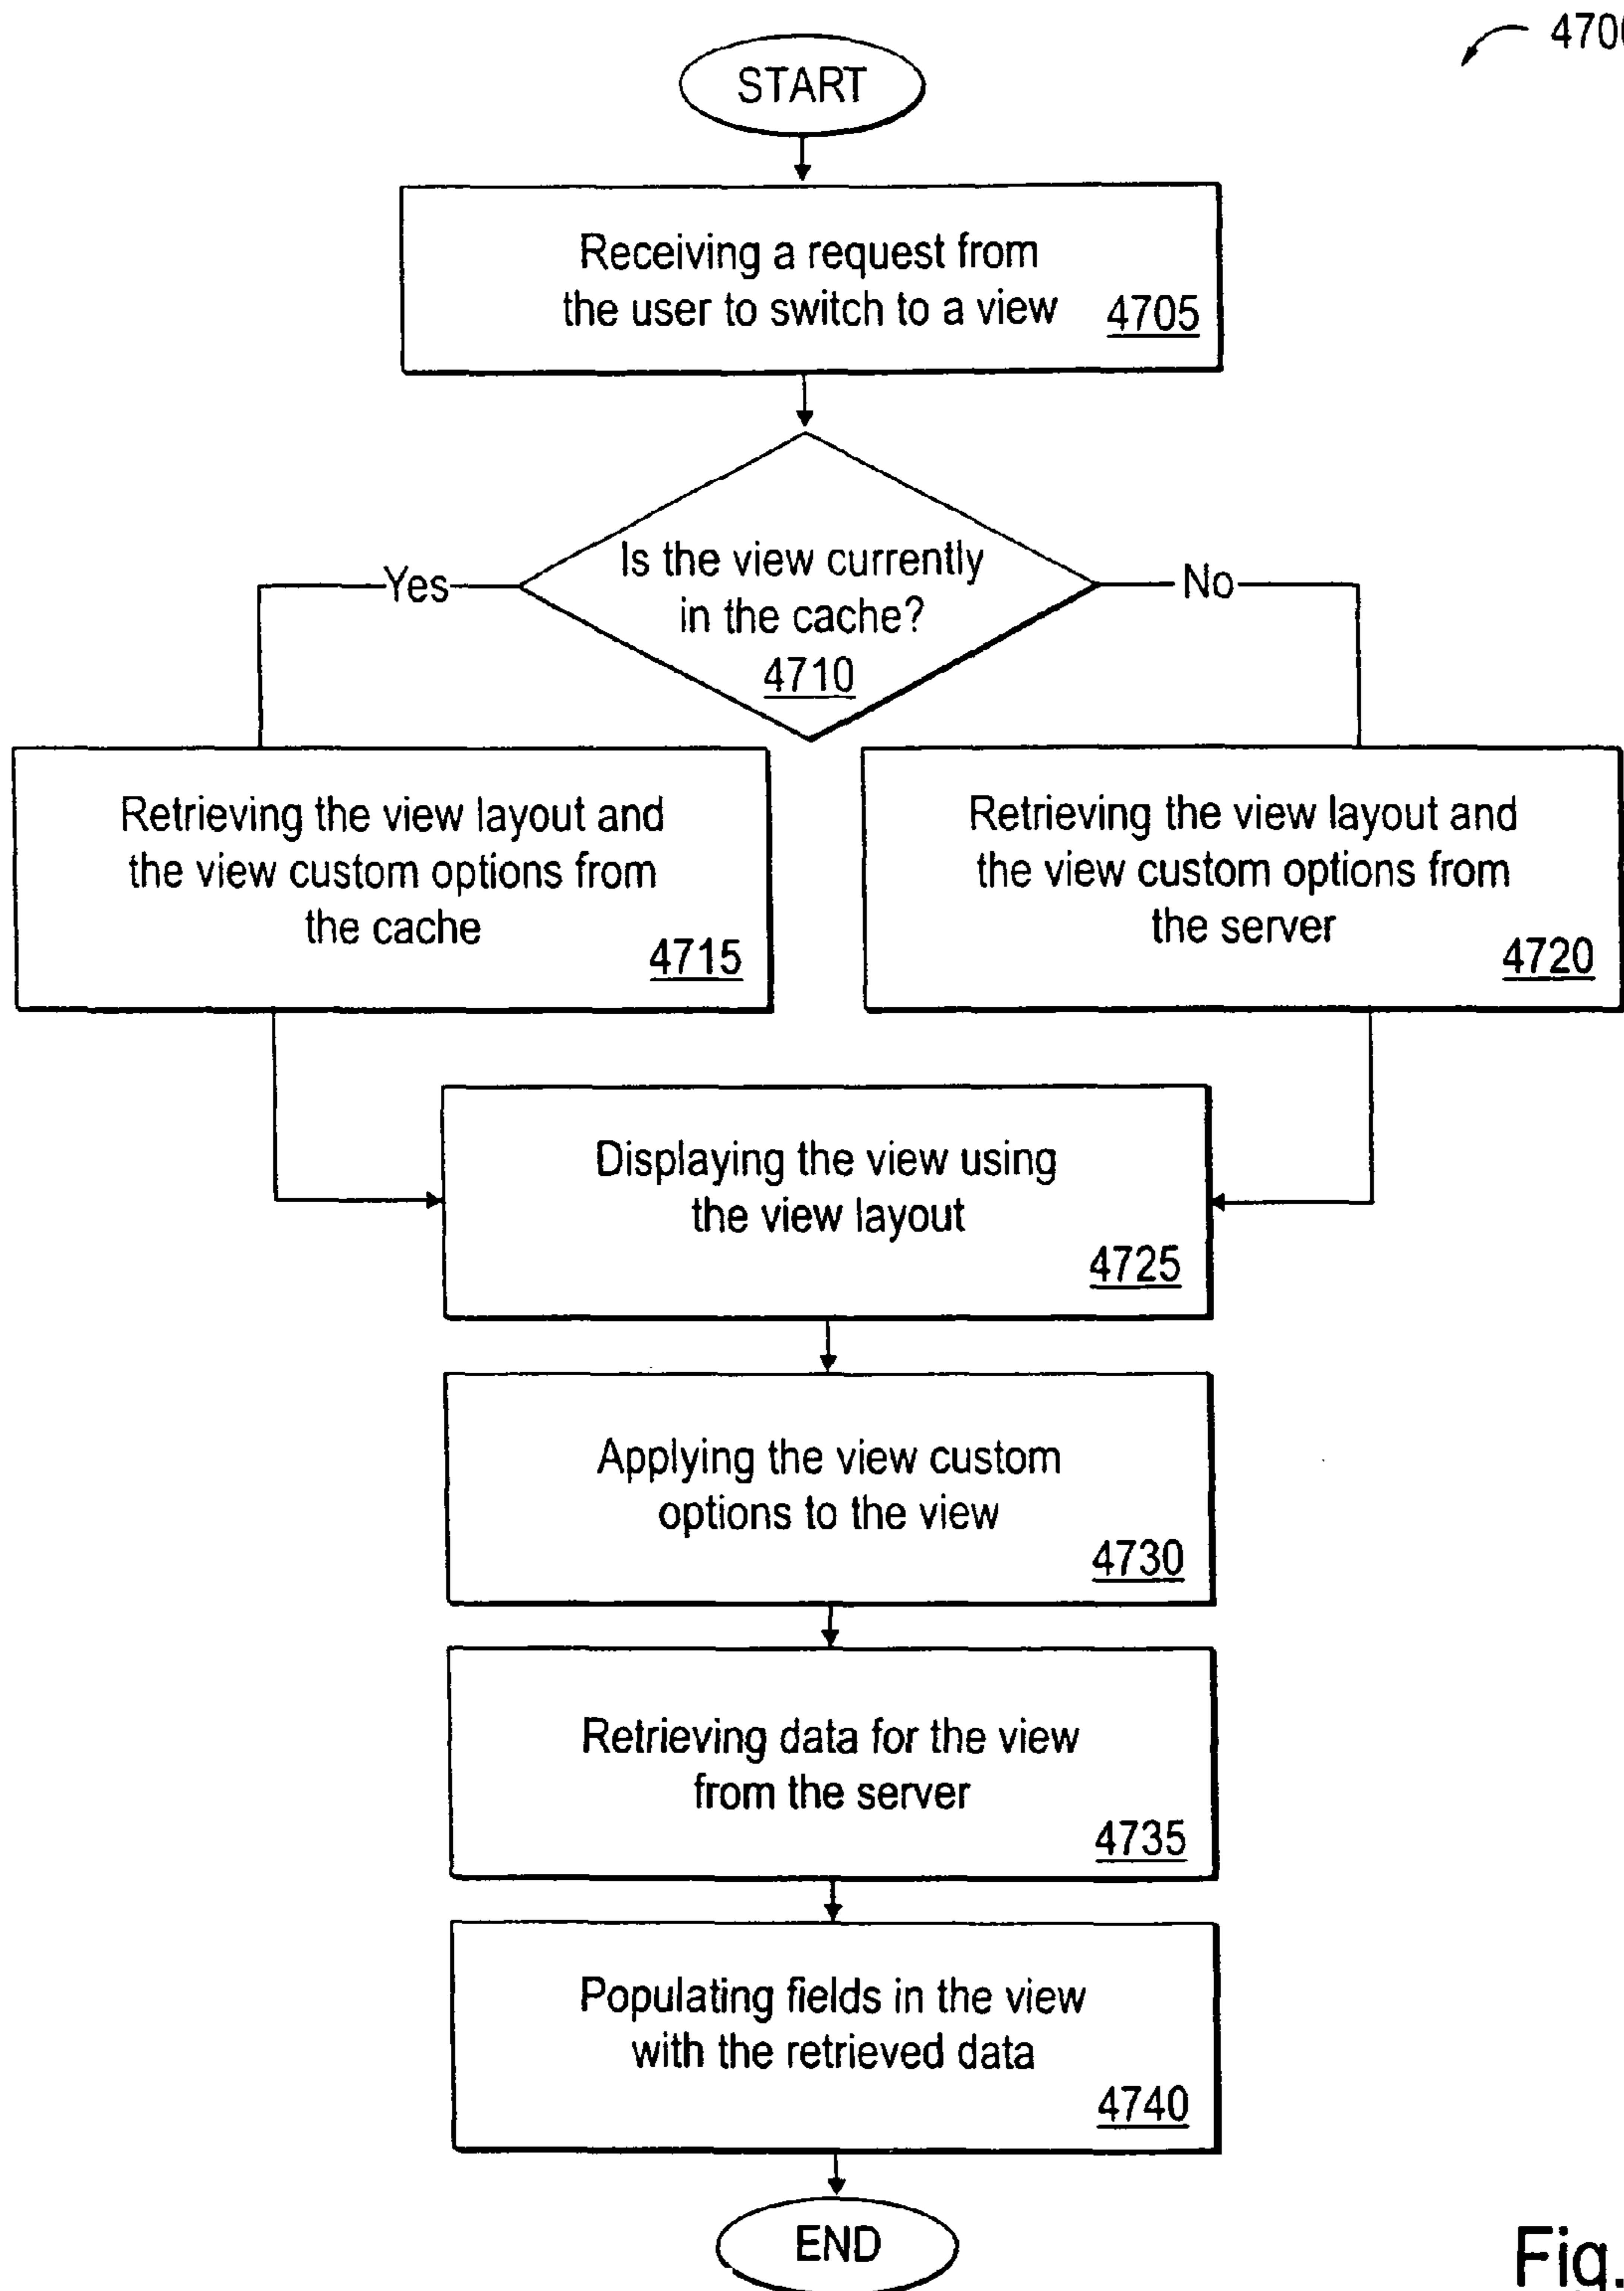 470
START
Receiving a request from
the user to switch to a view
4705
Is the view currently
in the cache?
4710
Yes
No
Retrieving the view layout and
the view custom options from
the cache
4715
Retrieving the view layout and
the view custom options from
the server
4720
Displaying the view using
the view layout
4725
Applying the view custom
options to the view
4730
Retrieving data for the view
from the server
4735
Populating fields in the view
with the retrieved data
4740
END
Fig.